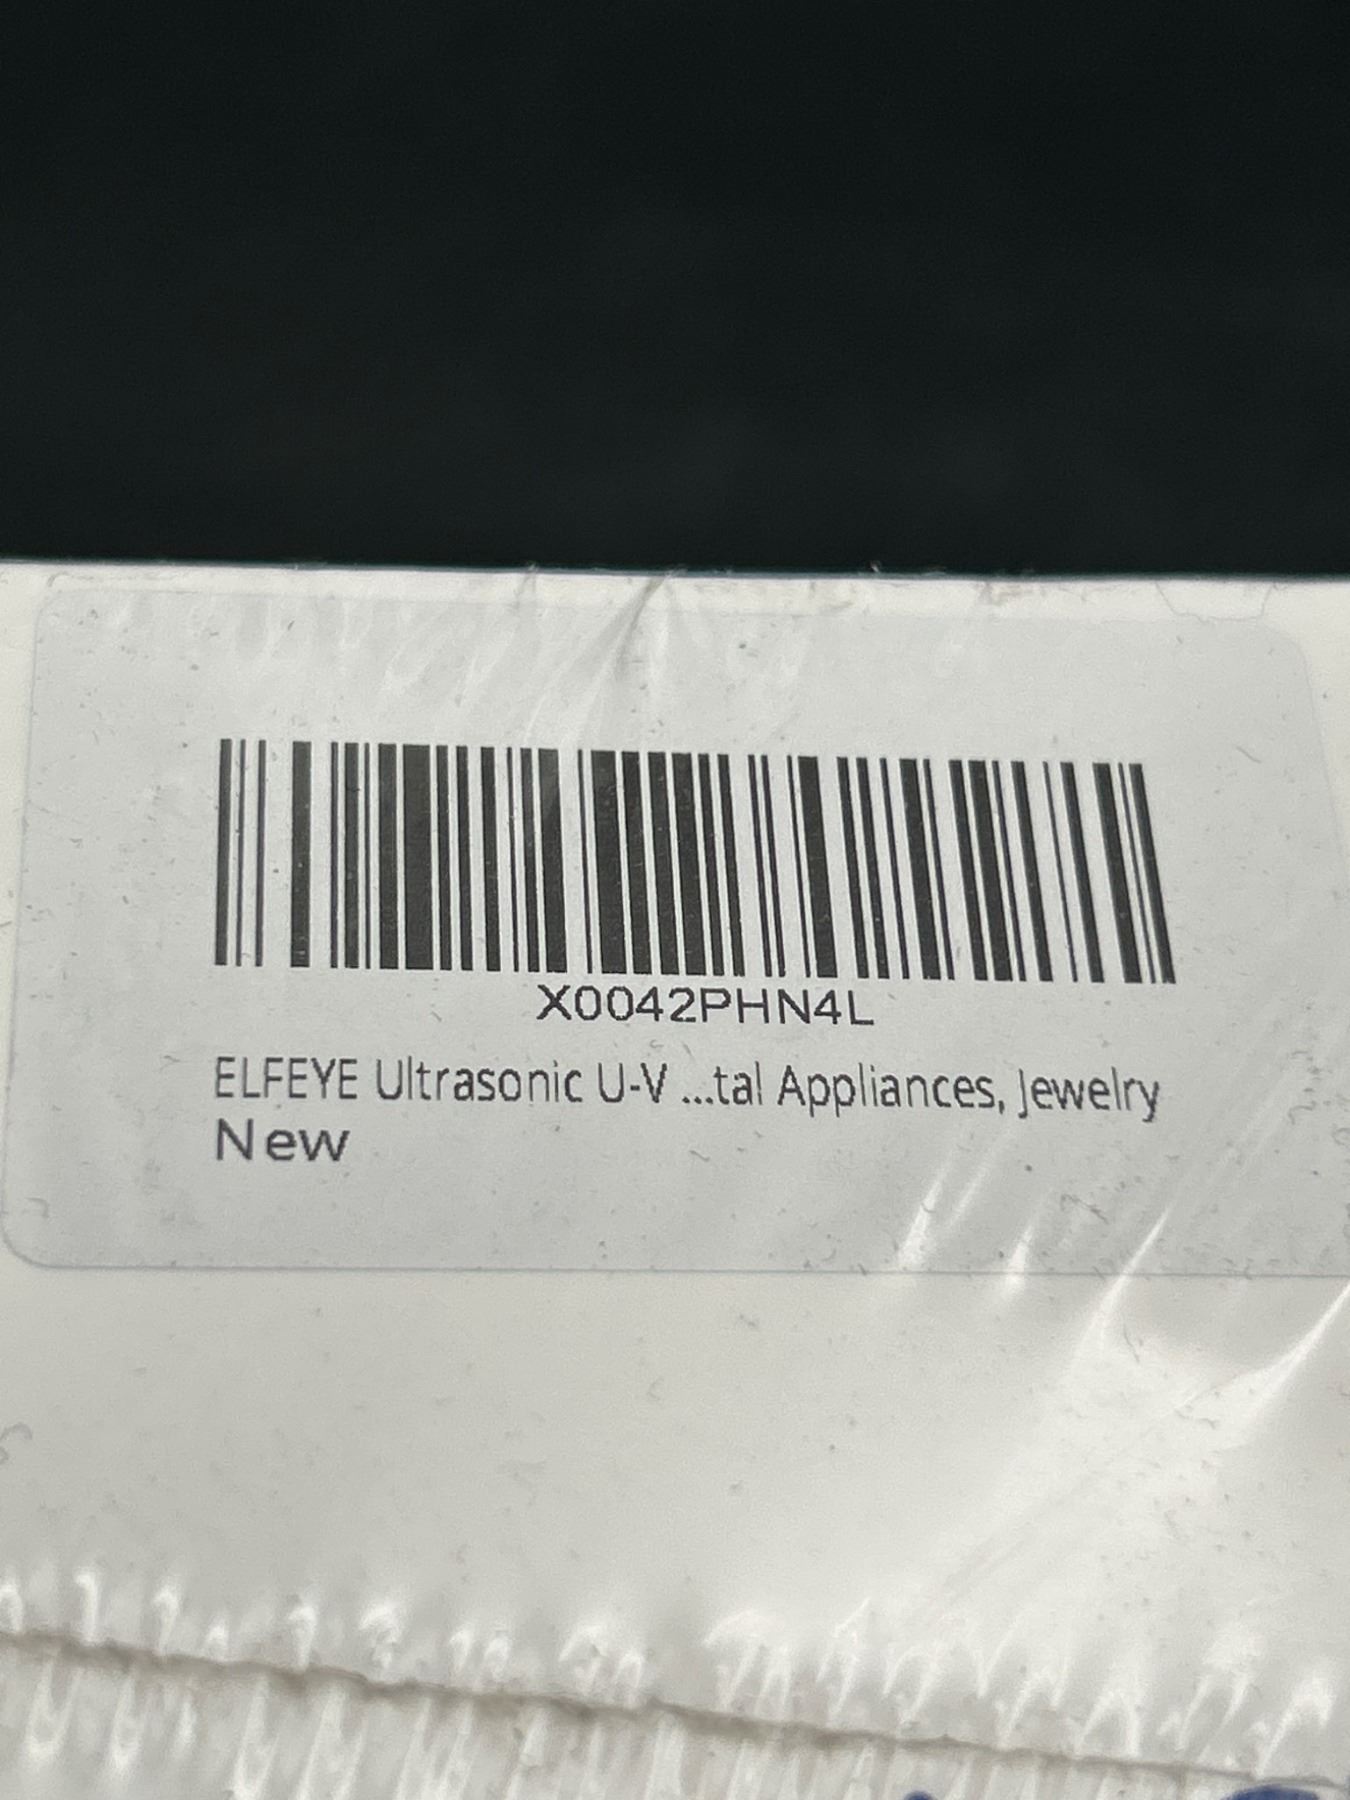 X0042PHN4L
ELFEYE Ultrasonic U-V ...tal Appliances, Jewelry
New